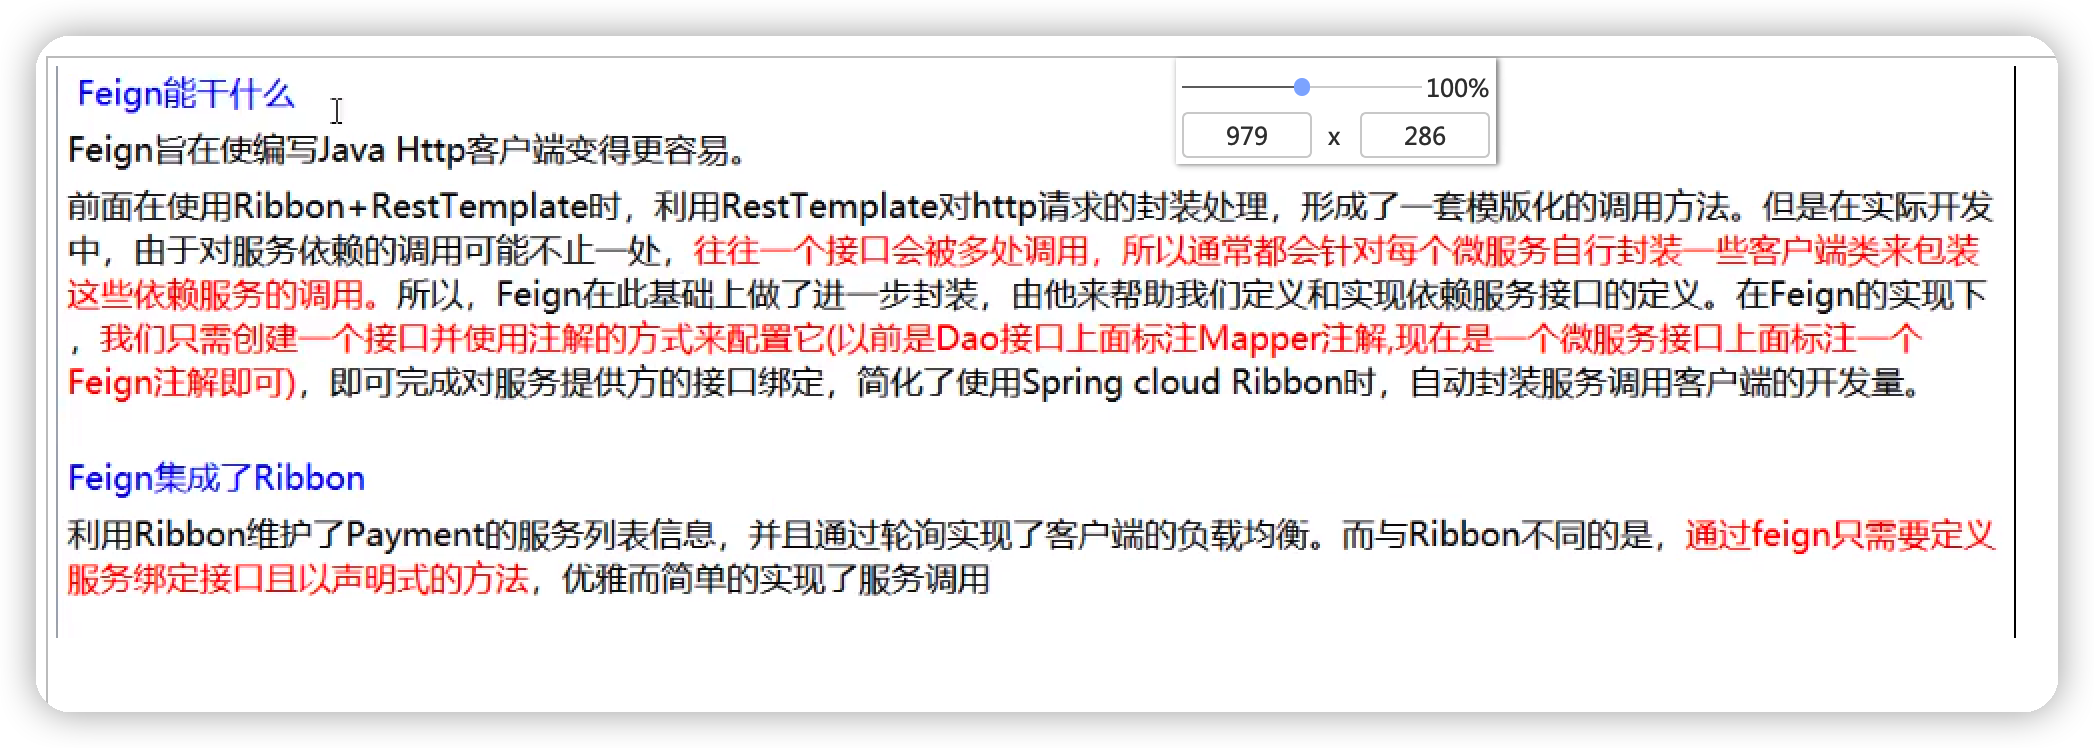 Feign能干什么
100%
979 x 286
Feign旨在使编写Java Http客户端变得更容易。
前面在使用Ribbon+RestTemplate时，利用RestTemplate对http请求的封装处理，形成了一套模版化的调用方法。但是在实际开发
中，由于对服务依赖的调用可能不止一处，往往一个接口会被多处调用，所以通常都会针对每个微服务自行封装一些客户端类来包装
这些依赖服务的调用。所以，Feign在此基础上做了进一步封装，由他来帮助我们定义和实现依赖服务接口的定义。在Feign的实现下
，我们只需创建一个接口并使用注解的方式来配置它(以前是Dao接口上面标注Mapper注解,现在是一个微服务接口上面标注一个
Feign注解即可)，即可完成对服务提供方的接口绑定，简化了使用Spring cloud Ribbon时，自动封装服务调用客户端的开发量。
Feign集成了Ribbon
利用Ribbon维护了Payment的服务列表信息，并且通过轮询实现了客户端的负载均衡。而与Ribbon不同的是，通过feign只需要定义
服务绑定接口且以声明式的方法，优雅而简单的实现了服务调用